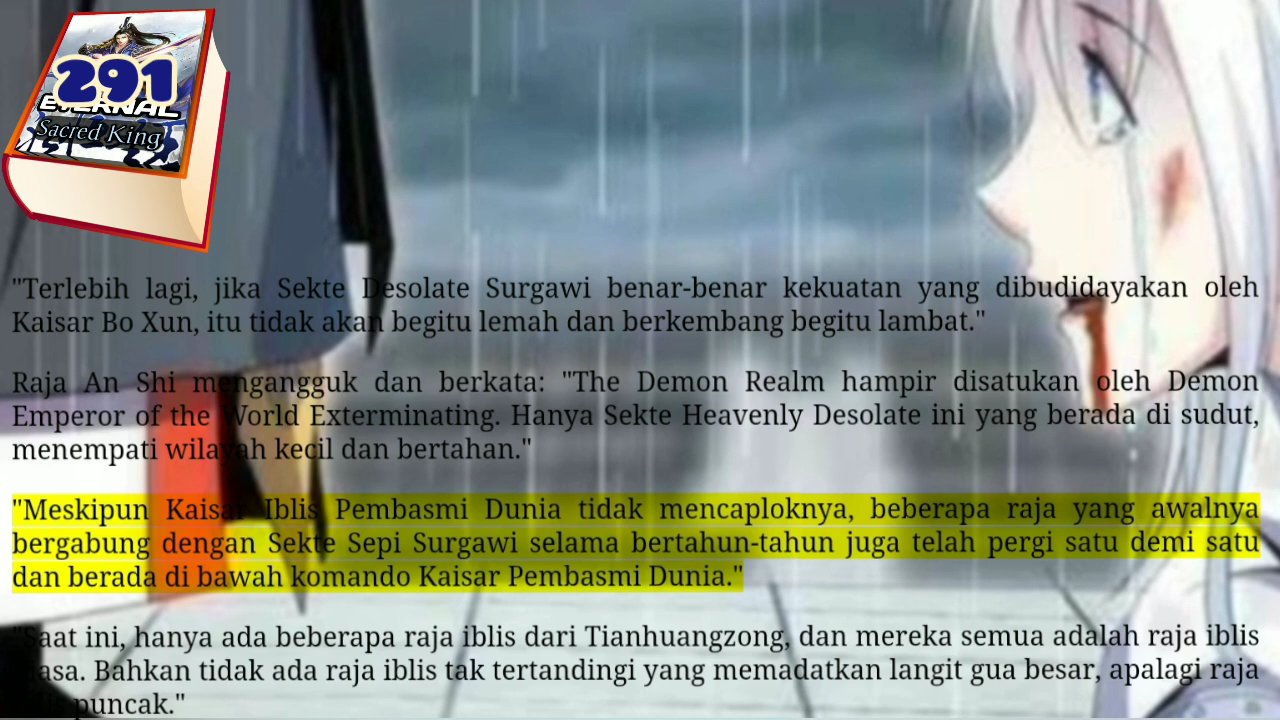 291
ETERNAL
Sacred King
"Terlebih lagi, jika Sekte Desolate Surgawi benar-benar kekuatan yang dibudidayakan oleh
Kaisar Bo Xun, itu tidak akan begitu lemah dan berkembang begitu lambat."
Raja An Shi mengangguk dan berkata: "The Demon Realm hampir disatukan oleh Demon
Emperor of the World Exterminating. Hanya Sekte Heavenly Desolate ini yang berada di sudut,
menempati wilayah kecil dan bertahan."
"Meskipun Kaisar Iblis Pembasmi Dunia tidak mencaploknya, beberapa raja yang awalnya
bergabung dengan Sekte Sepi Surgawi selama bertahun-tahun juga telah pergi satu demi satu
dan berada di bawah komando Kaisar Pembasmi Dunia."
"Saat ini, hanya ada beberapa raja iblis dari Tianhuangzong, dan mereka semua adalah raja iblis
biasa. Bahkan tidak ada raja iblis tak tertandingi yang memadatkan langit gua besar, apalagi raja
iblis puncak."